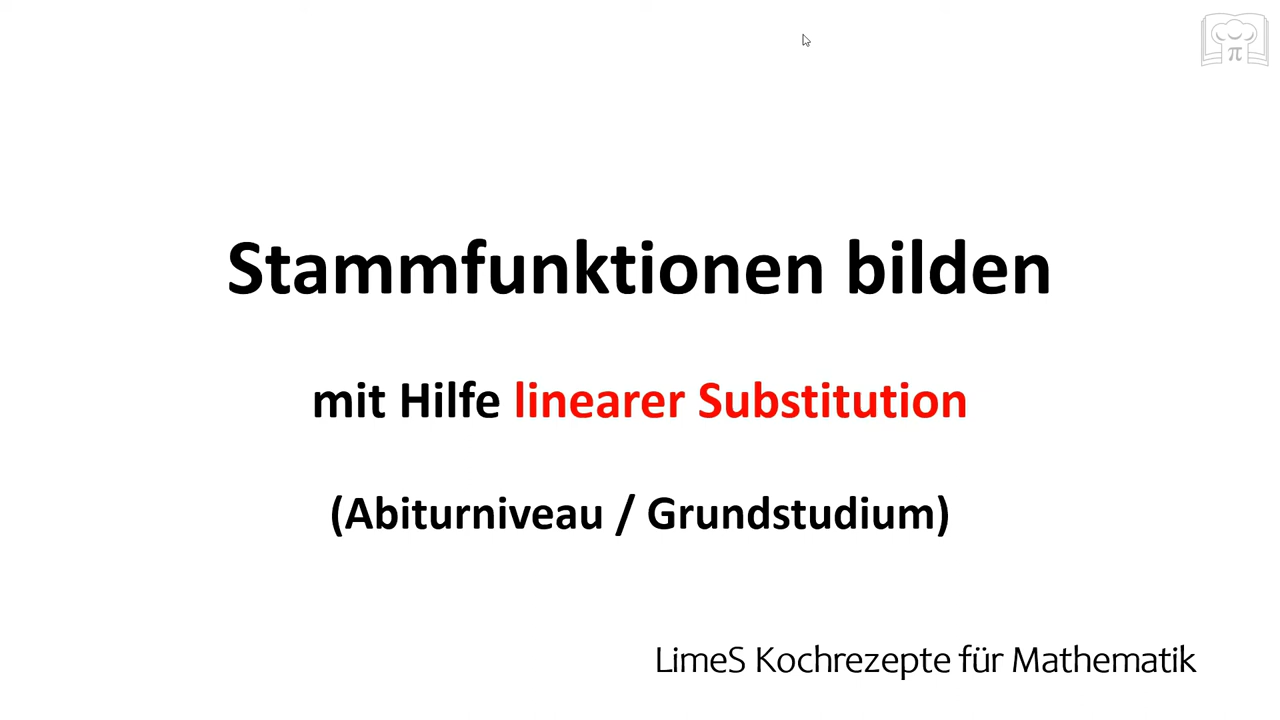 π
Stammfunktionen bilden
mit Hilfe linearer Substitution
(Abiturniveau / Grundstudium)
LimeS Kochrezepte für Mathematik